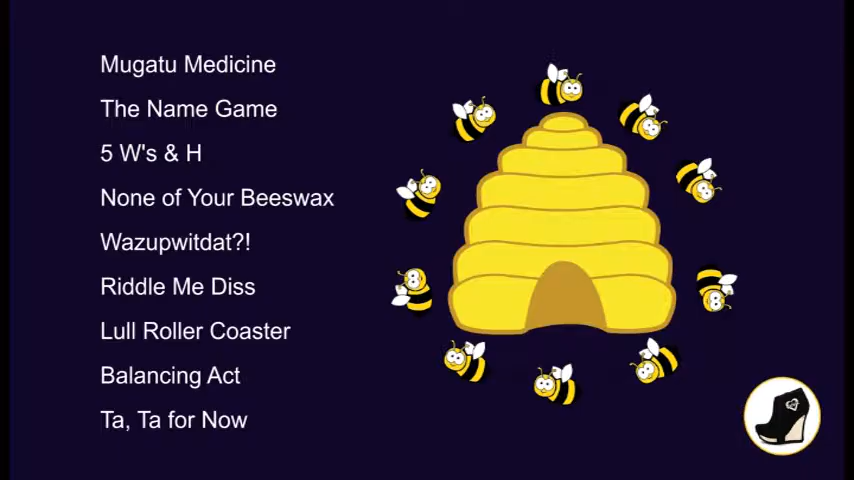 Mugatu Medicine
The Name Game
5 W's & H
None of Your Beeswax
Wazupwitdat?!
Riddle Me Diss
Lull Roller Coaster
Balancing Act
Ta, Ta for Now